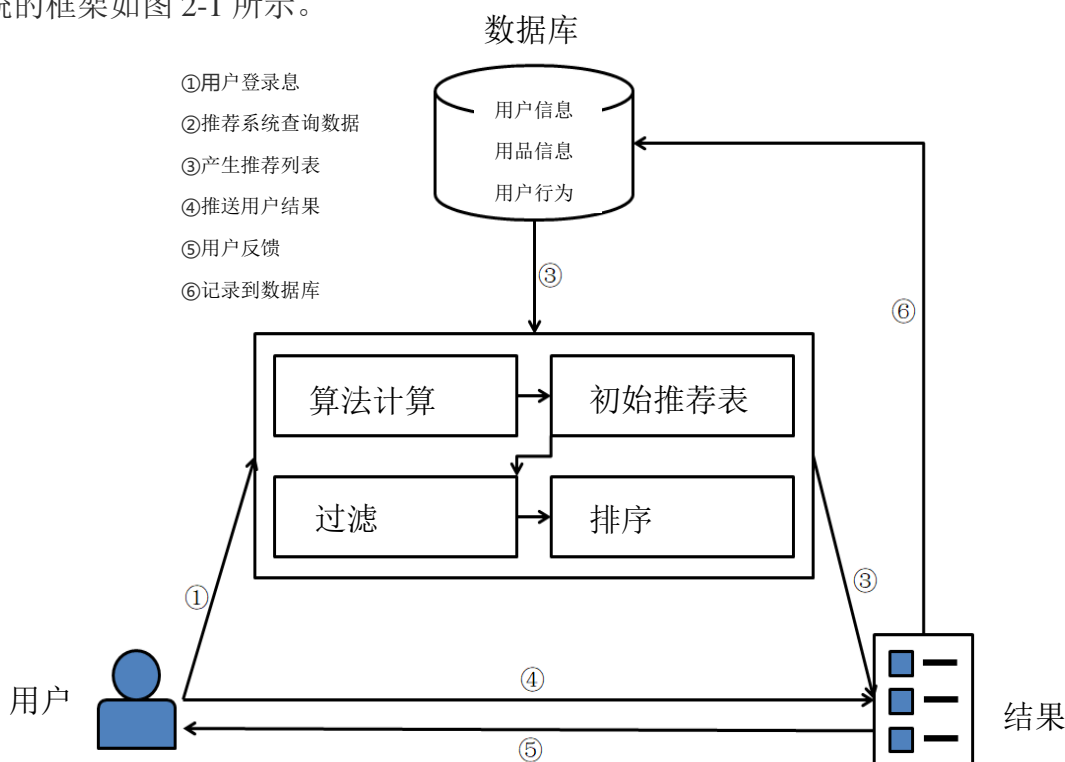 统的框架如图 2-1 所示。
数据库
①用户登录息
②推荐系统查询数据
③产生推荐列表
④推送用户结果
⑤用户反馈
⑥记录到数据库
用户信息
用品信息
用户行为
③
⑥
算法计算
初始推荐表
过滤
排序
①
③
④
用户
结果
⑤